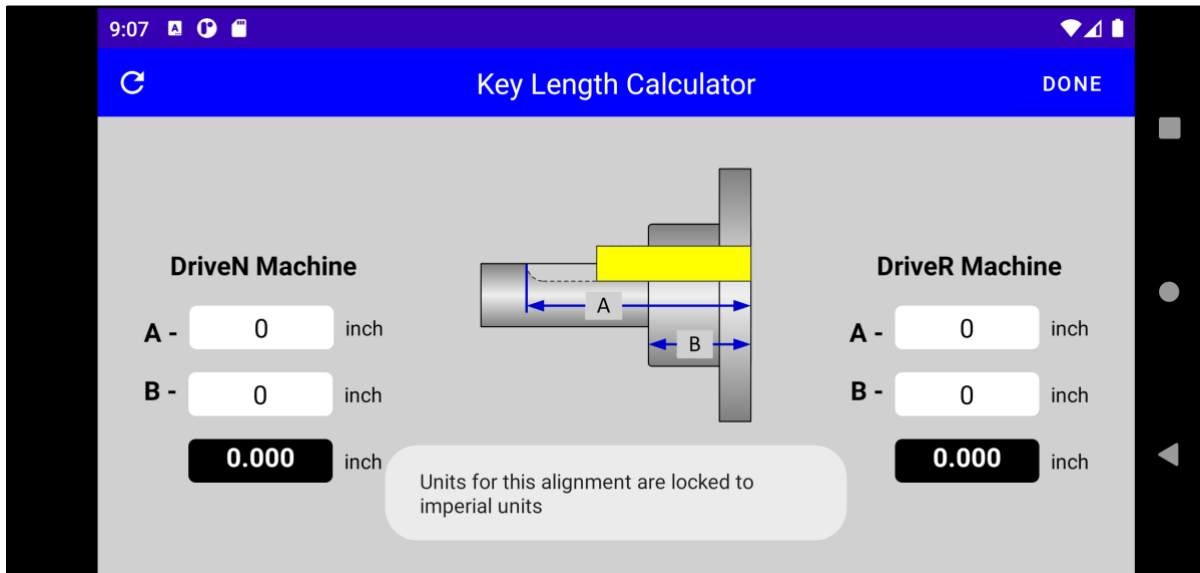 9:07
Key Length Calculator
DONE
DriveN Machine
A - 0 inch
B - 0 inch
0.000 inch
A
B
DriveR Machine
A - 0 inch
B - 0 inch
0.000 inch
Units for this alignment are locked to
imperial units